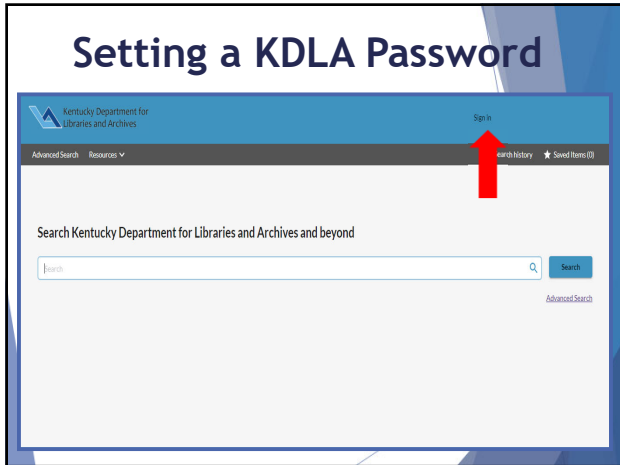 Setting a KDLA Password
Kentucky Department for
Libraries and Archives
Sign in
Advanced Search Resources
earch history Saved Items (0)
Search Kentucky Department for Libraries and Archives and beyond
Search
Search
Advanced Search